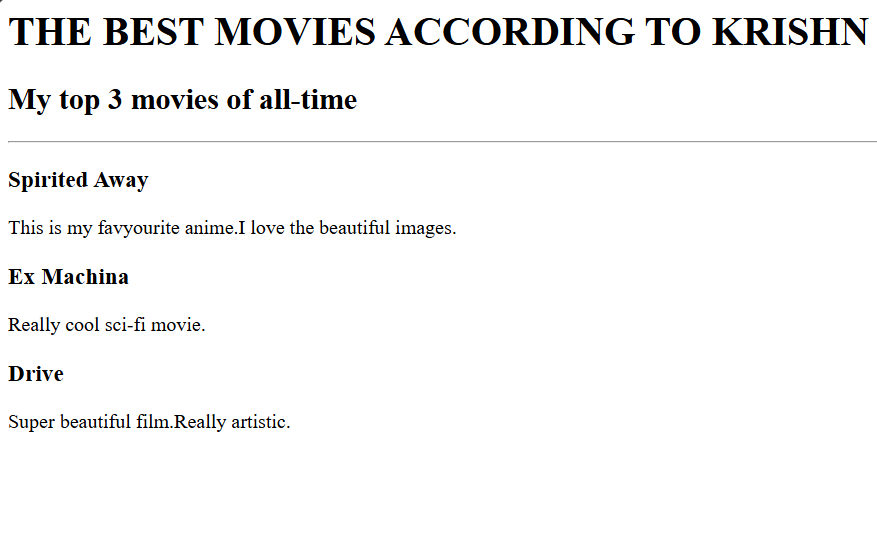 THE BEST MOVIES ACCORDING TO KRISHN
My top 3 movies of all-time
Spirited Away
This is my favyourite anime.I love the beautiful images.
Ex Machina
Really cool sci-fi movie.
Drive
Super beautiful film.Really artistic.